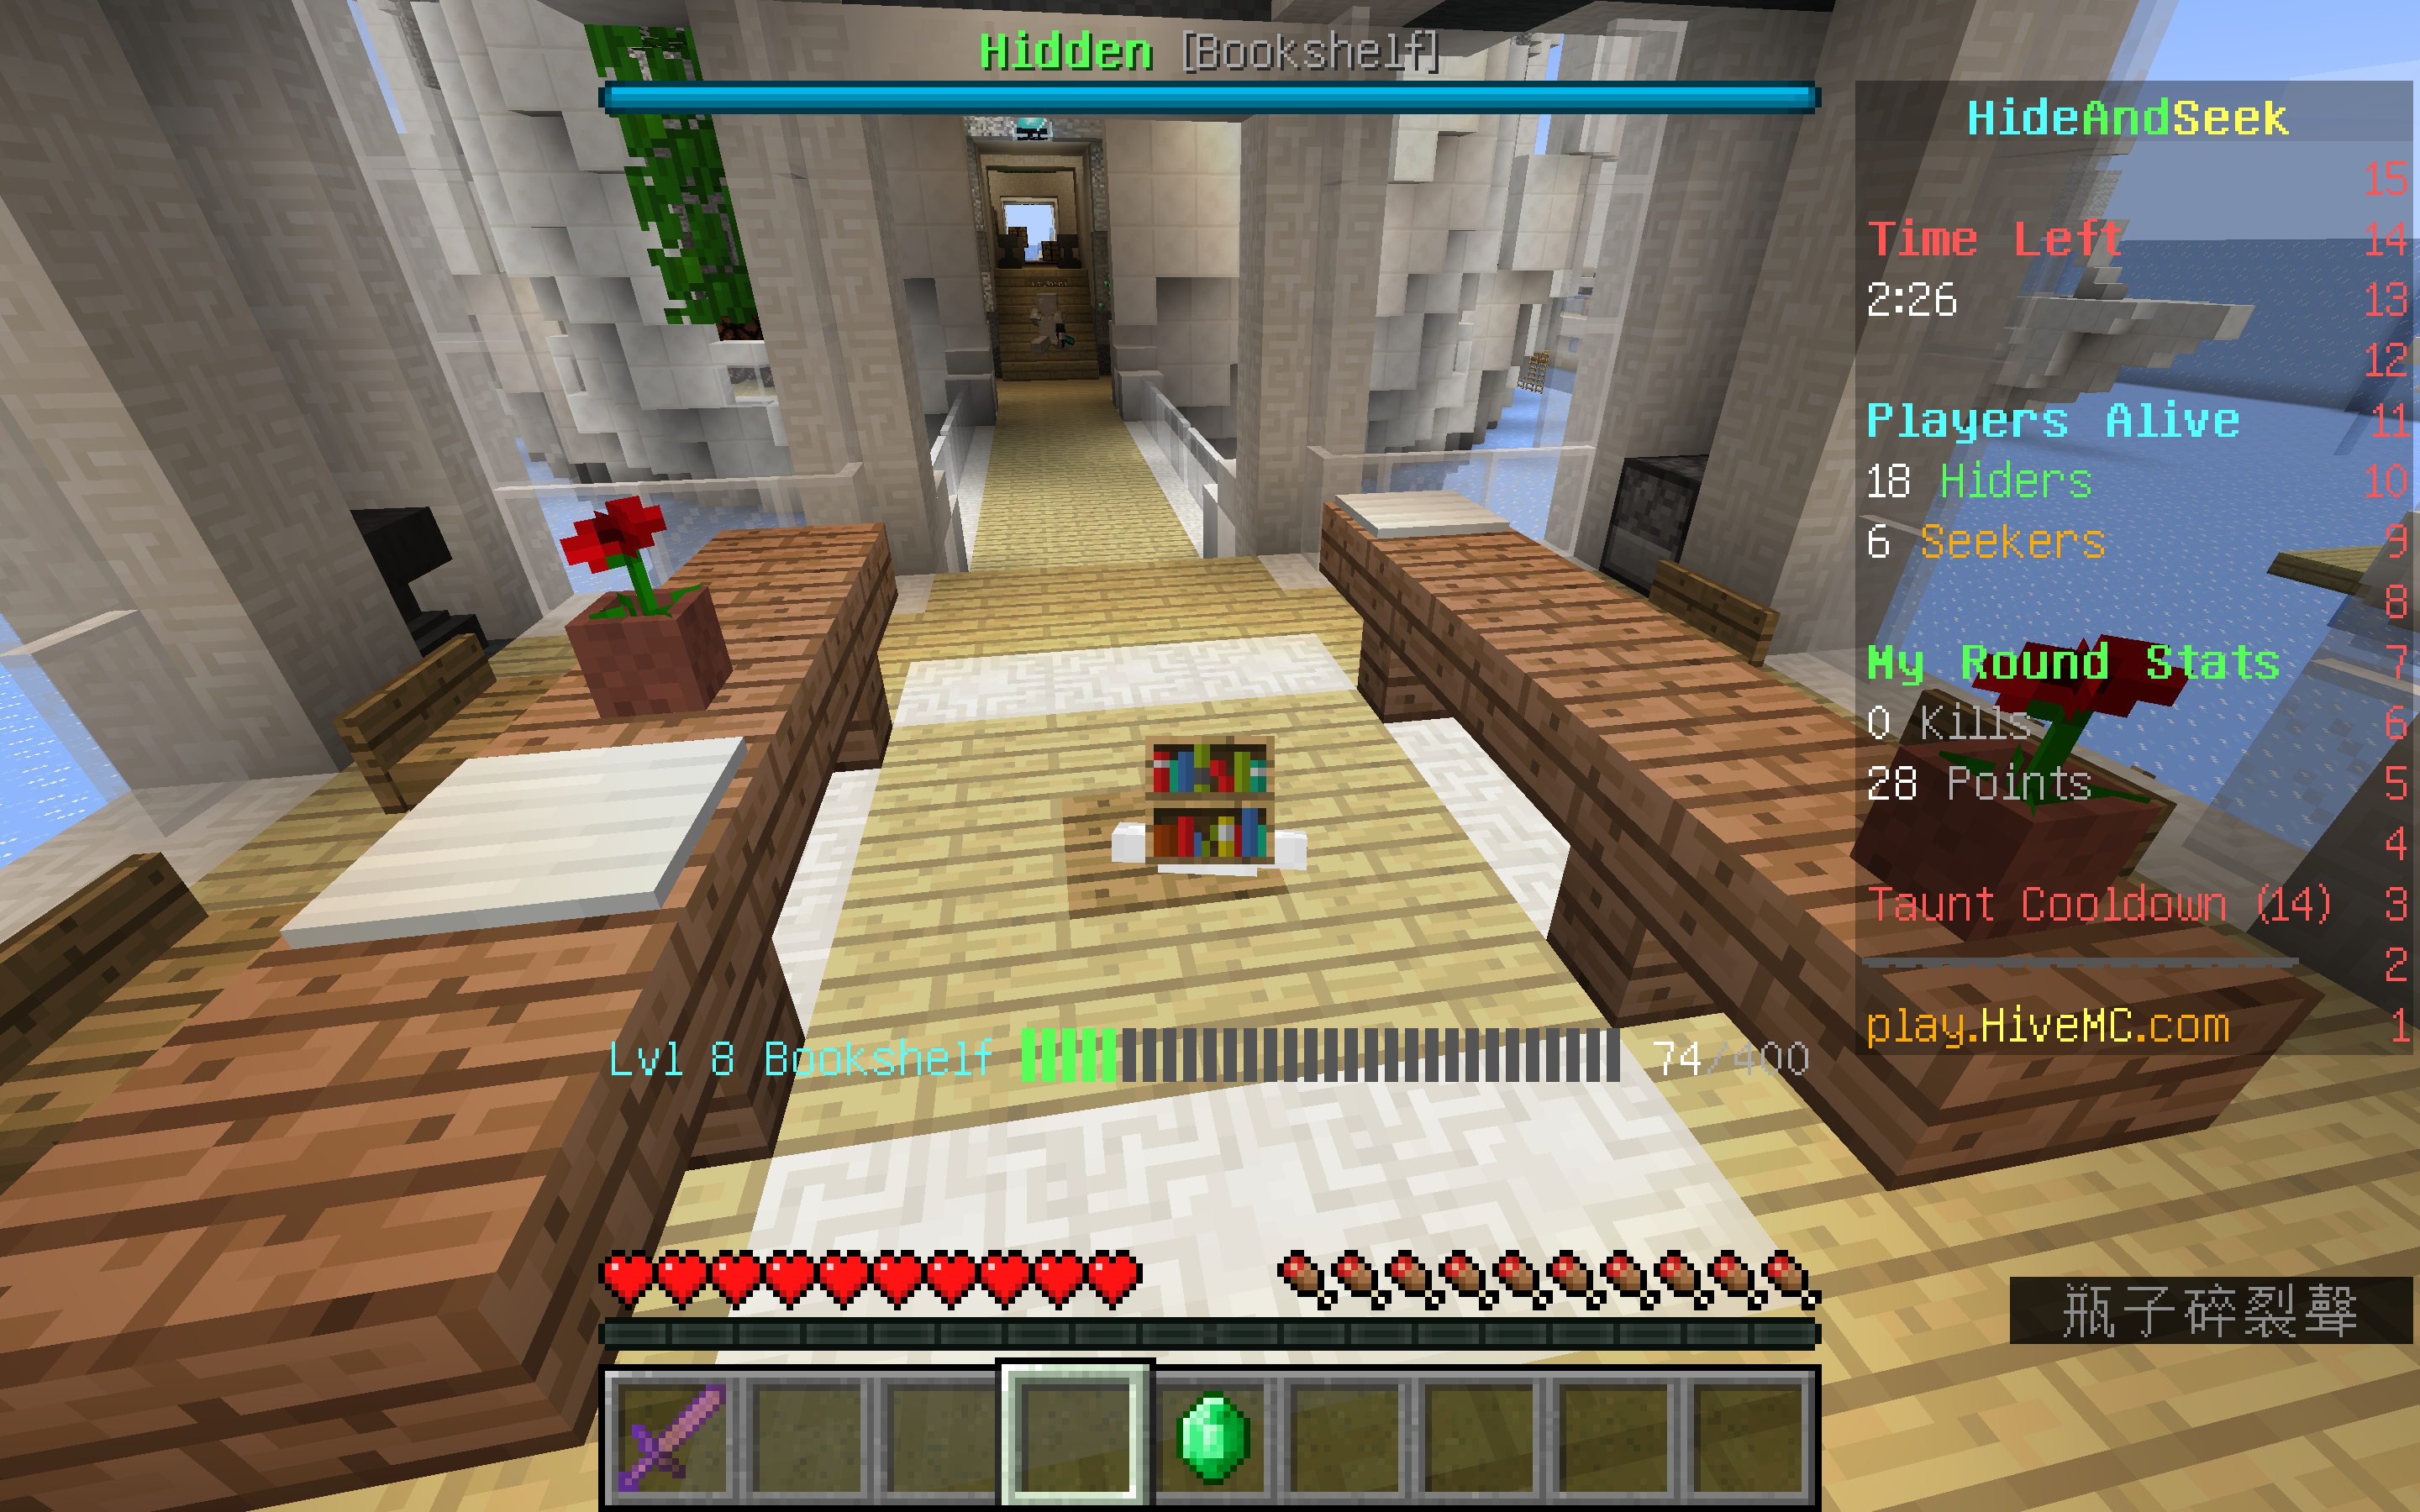 Hidden [Bookshelf]
HideAndSeek
15
Time Left 14
2:26 13
12
Players Alive 11
18 Hiders 10
6 Seekers 9
8
My Round Stats 7
0 Kills 6
28 Points 5
4
Taunt Cooldown (14) 3
2
play.HiveMC.com 1
Lvl 8 Bookshelf 74/400
瓶子碎裂聲